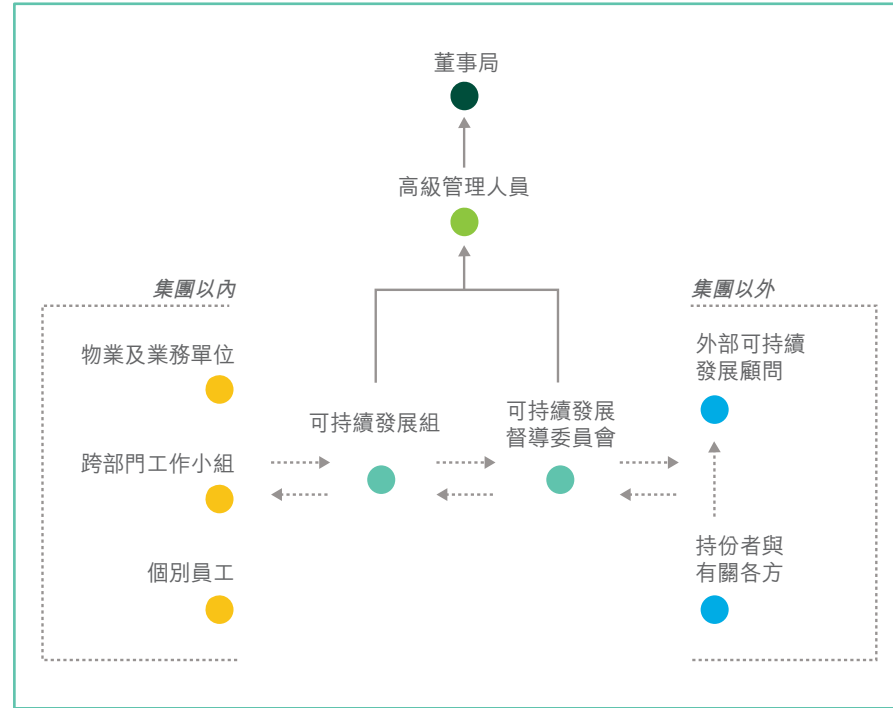 董事局
高級管理人員
集團以內
集團以外
物業及業務單位
跨部門工作小組
個別員工
可持續發展組
可持續發展
督導委員會
外部可持續
發展顧問
持份者與
有關各方